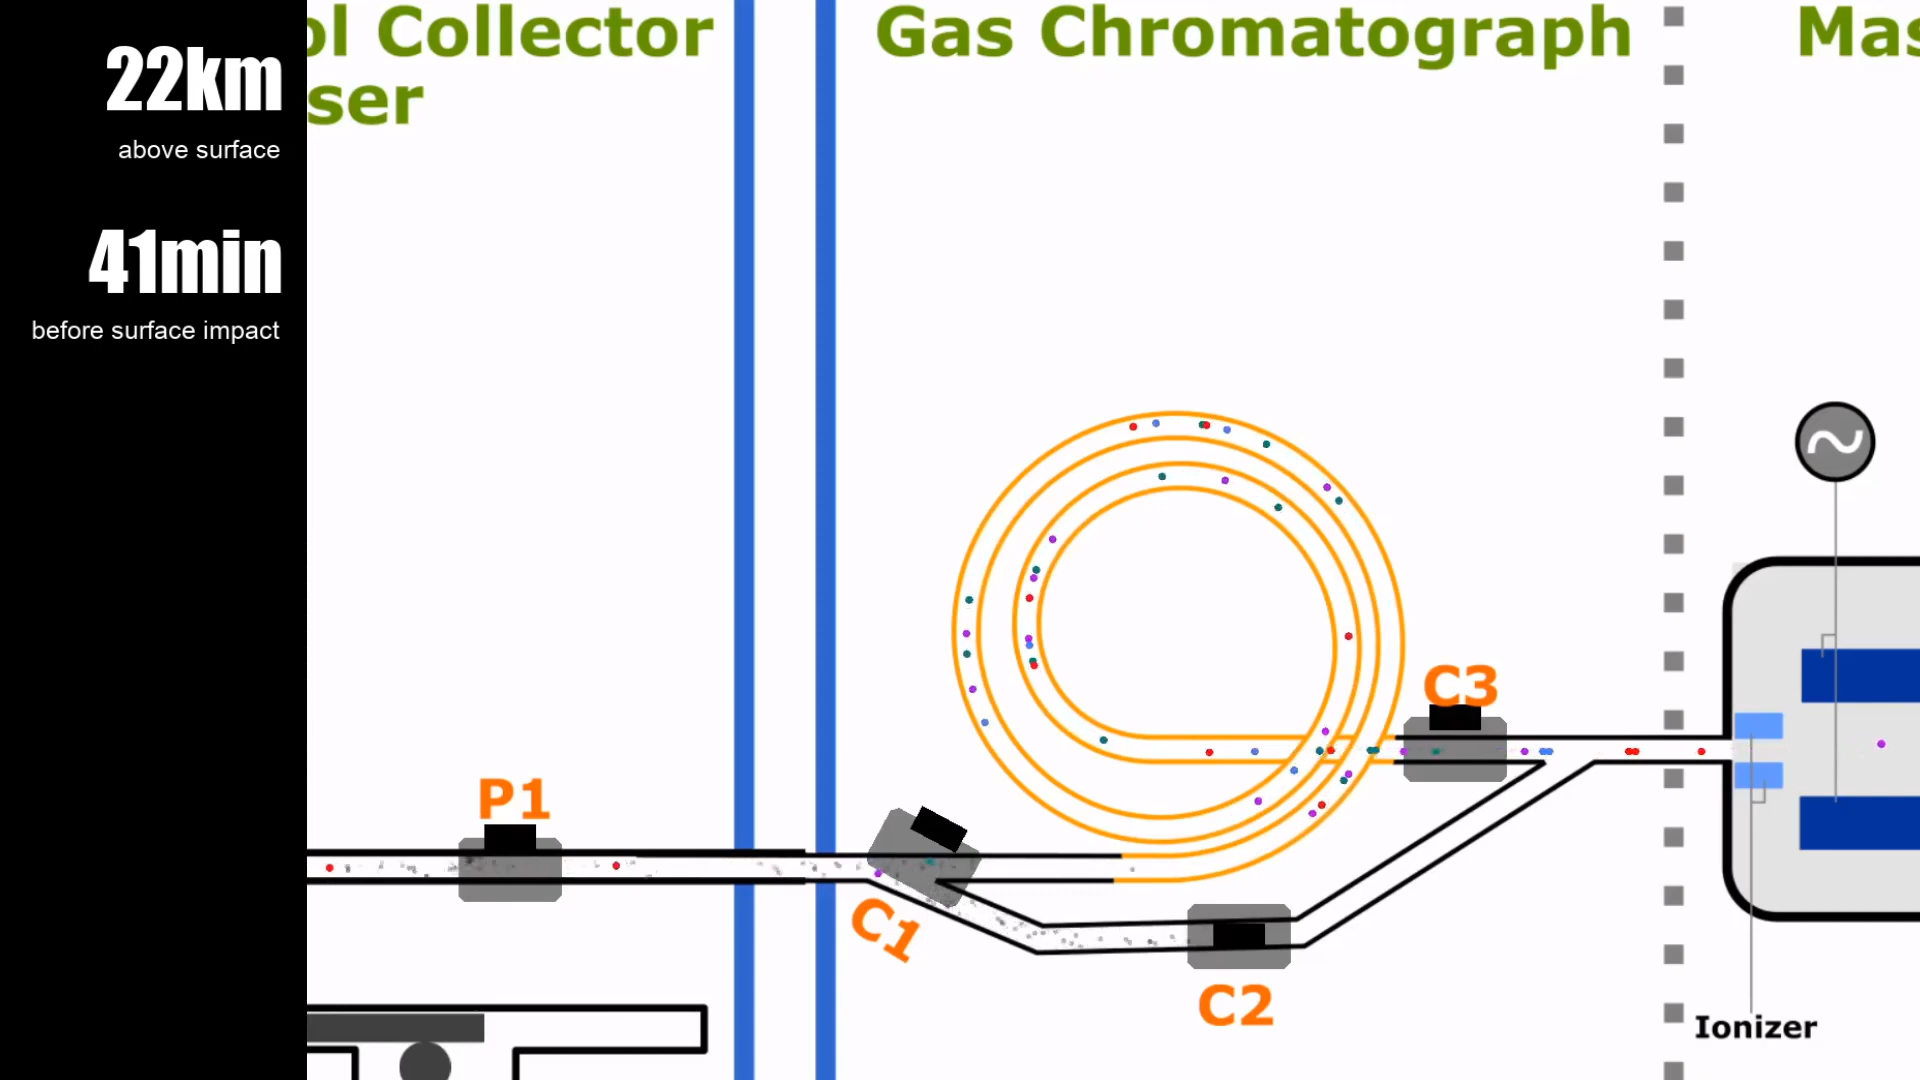 22km
above surface
41min
before surface impact
ol Collector
ser
Gas Chromatograph
Mas
C3
P1
C1
C2
Ionizer